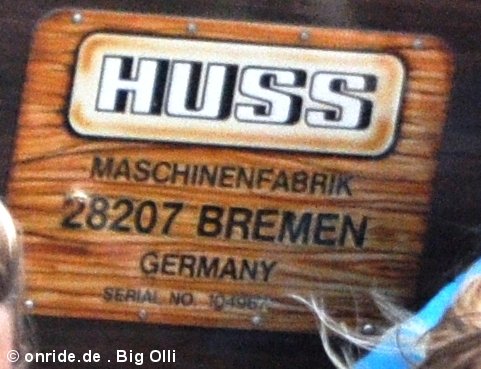 HUSS
MASCHINENFABRIK
28207 BREMEN
GERMANY
SERIAL NO.
© onride.de . Big Olli